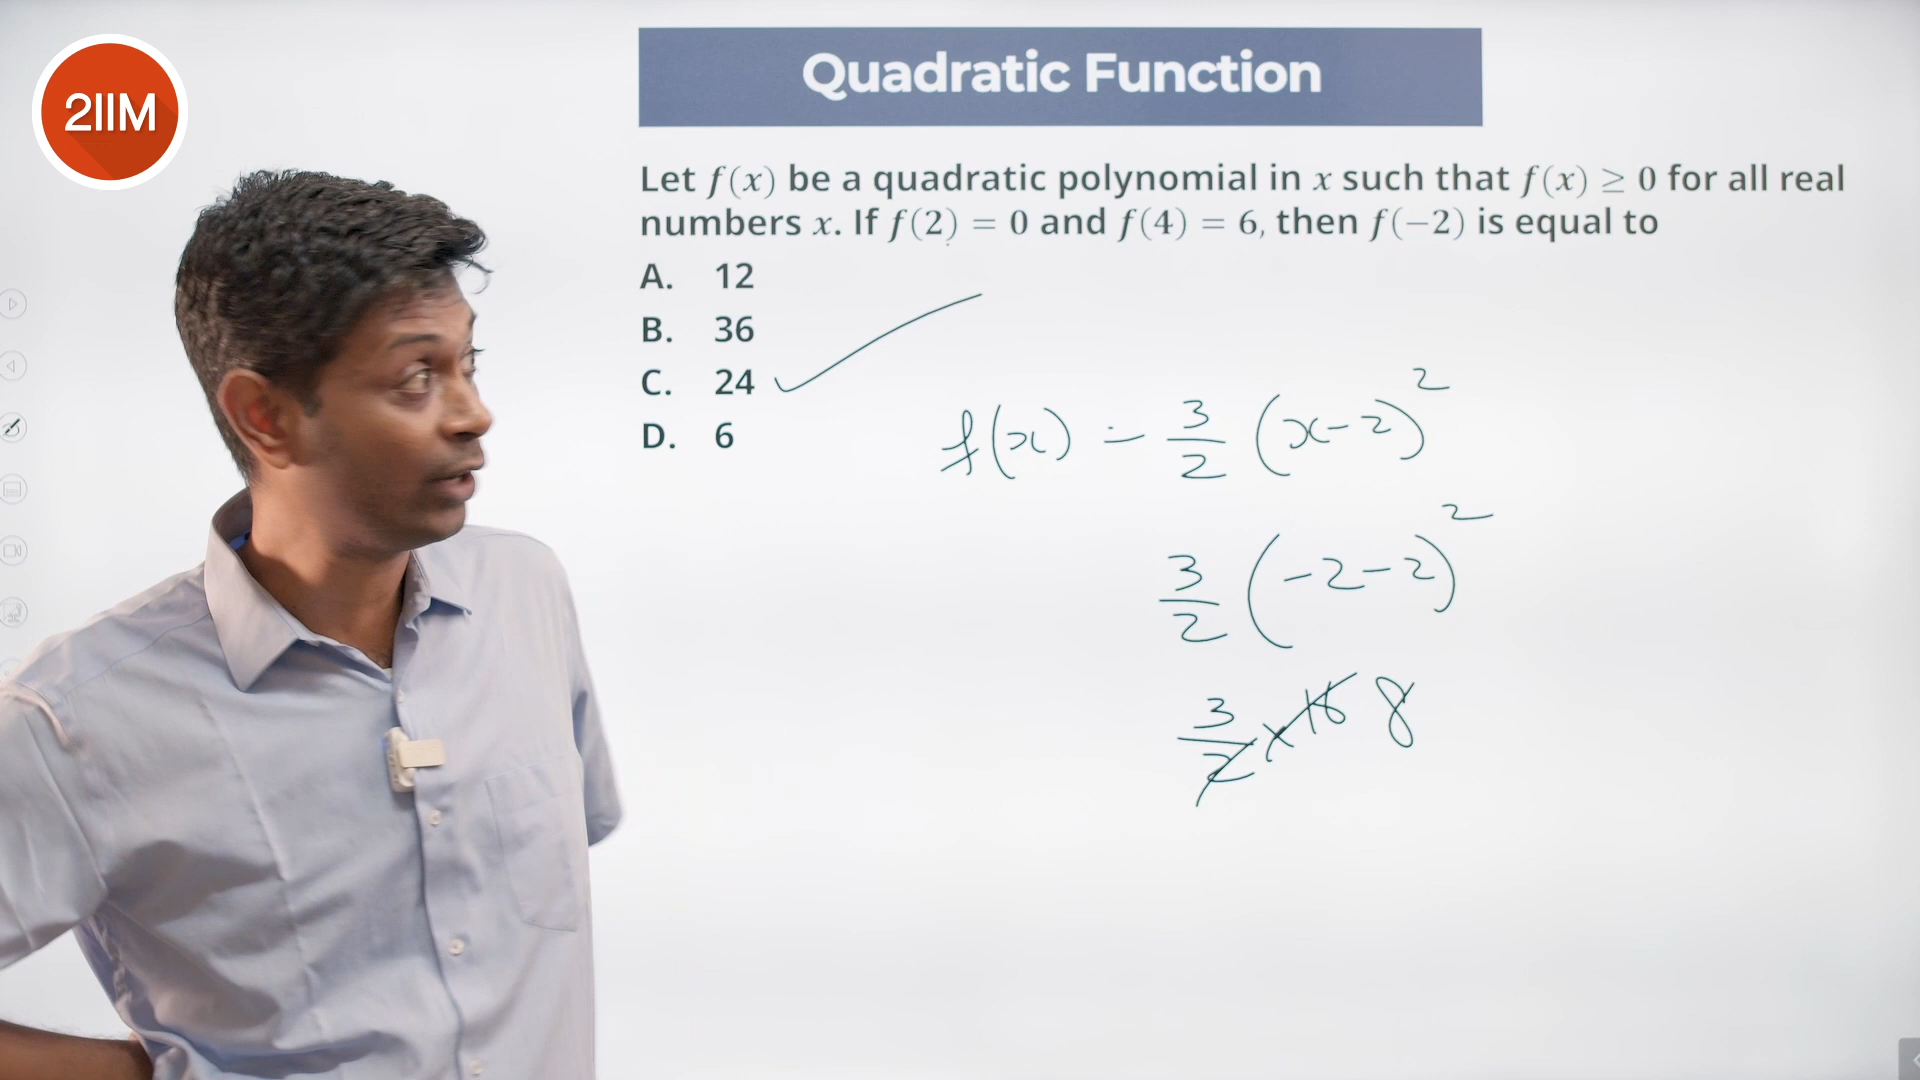 2IIM
Quadratic Function
Let f(x) be a quadratic polynomial in x such that f(x) ≥ 0 for all real
numbers x. If f(2) = 0 and f(4) = 6, then f(−2) is equal to
A. 12
B. 36
C. 24 ✓
D. 6
f(x) = 3/2 (x-2)²
3/2 (-2-2)²
3/2 × 16 8